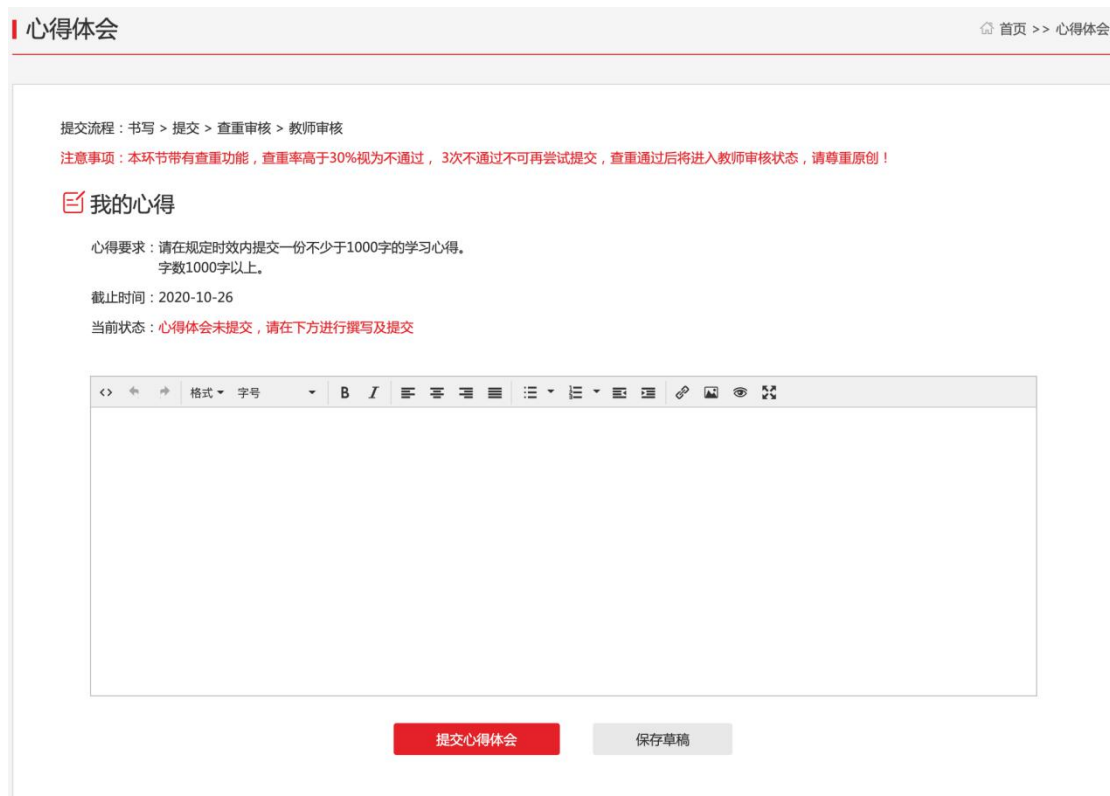 心得体会
首页 >> 心得体会
提交流程：书写 > 提交 > 查重审核 > 教师审核
注意事项：本环节带有查重功能，查重率高于30%视为不通过， 3次不通过不可再尝试提交，查重通过后将进入教师审核状态，请尊重原创！
我的心得
心得要求：请在规定时效内提交一份不少于1000字的学习心得。
字数1000字以上。
截止时间：2020-10-26
当前状态：心得体会未提交，请在下方进行撰写及提交
格式 字号 B I
提交心得体会 保存草稿